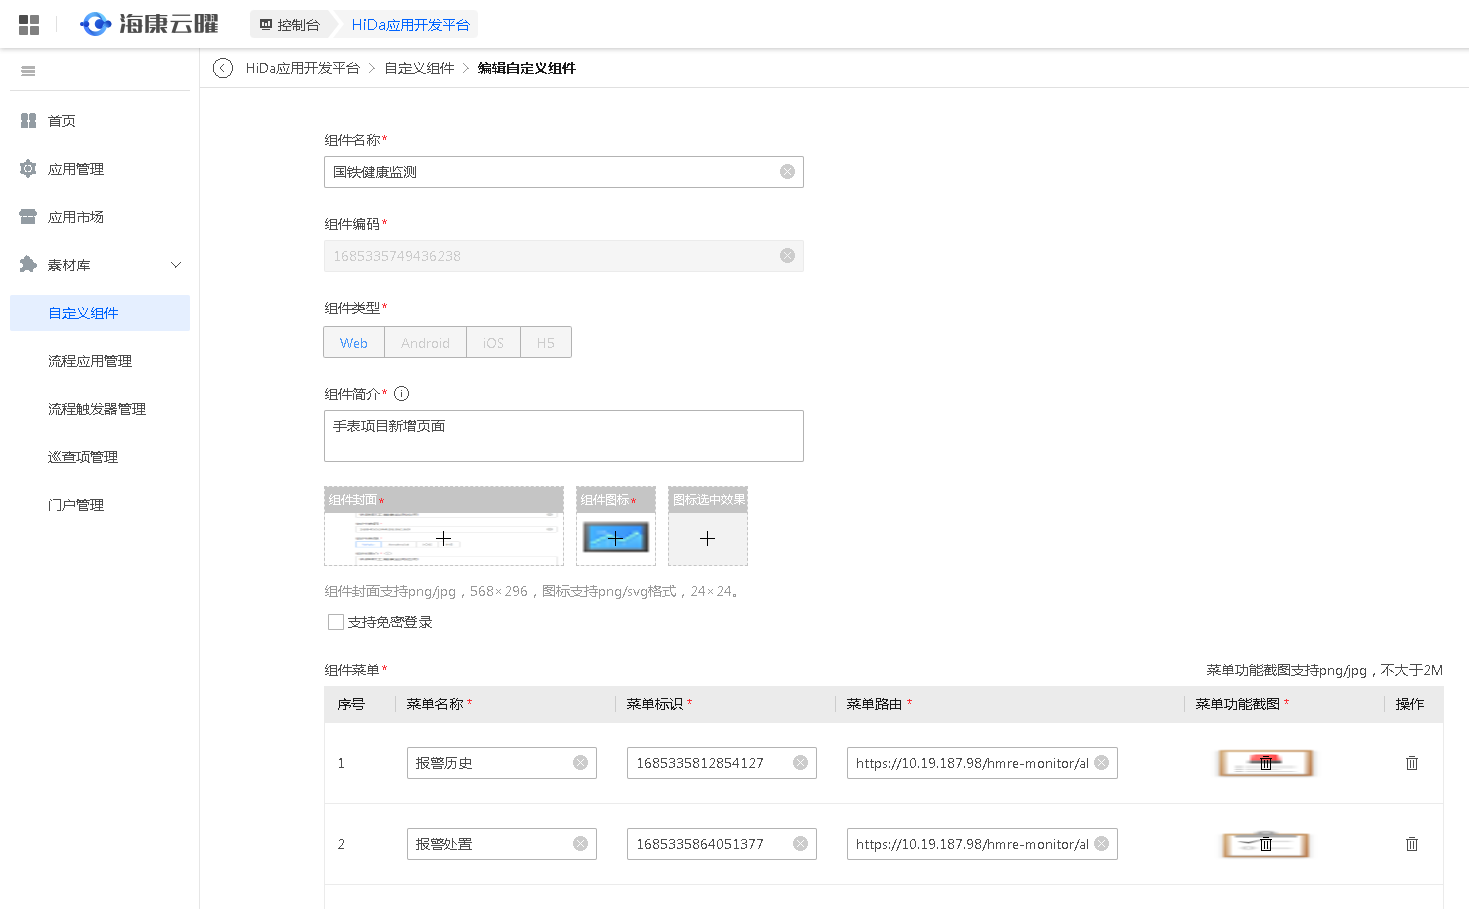 海康云曜
控制台
HiDa应用开发平台
HiDa应用开发平台
自定义组件
编辑自定义组件
首页
应用管理
应用市场
素材库
自定义组件
流程应用管理
流程触发器管理
巡查项管理
门户管理
组件名称*
国铁健康监测
组件编码*
1685335749436238
组件类型*
Web Android iOS H5
组件简介*
手表项目新增页面
组件封面* 组件图标* 图标选中效果
组件封面支持png/jpg，568×296，图标支持png/svg格式，24×24。
支持免密登录
组件菜单*
菜单功能截图支持png/jpg，不大于2M
序号 菜单名称* 菜单标识* 菜单路由* 菜单功能截图* 操作
1 报警历史 1685335812854127 https://10.19.187.98/hmre-monitor/al
2 报警处置 1685335864051377 https://10.19.187.98/hmre-monitor/al